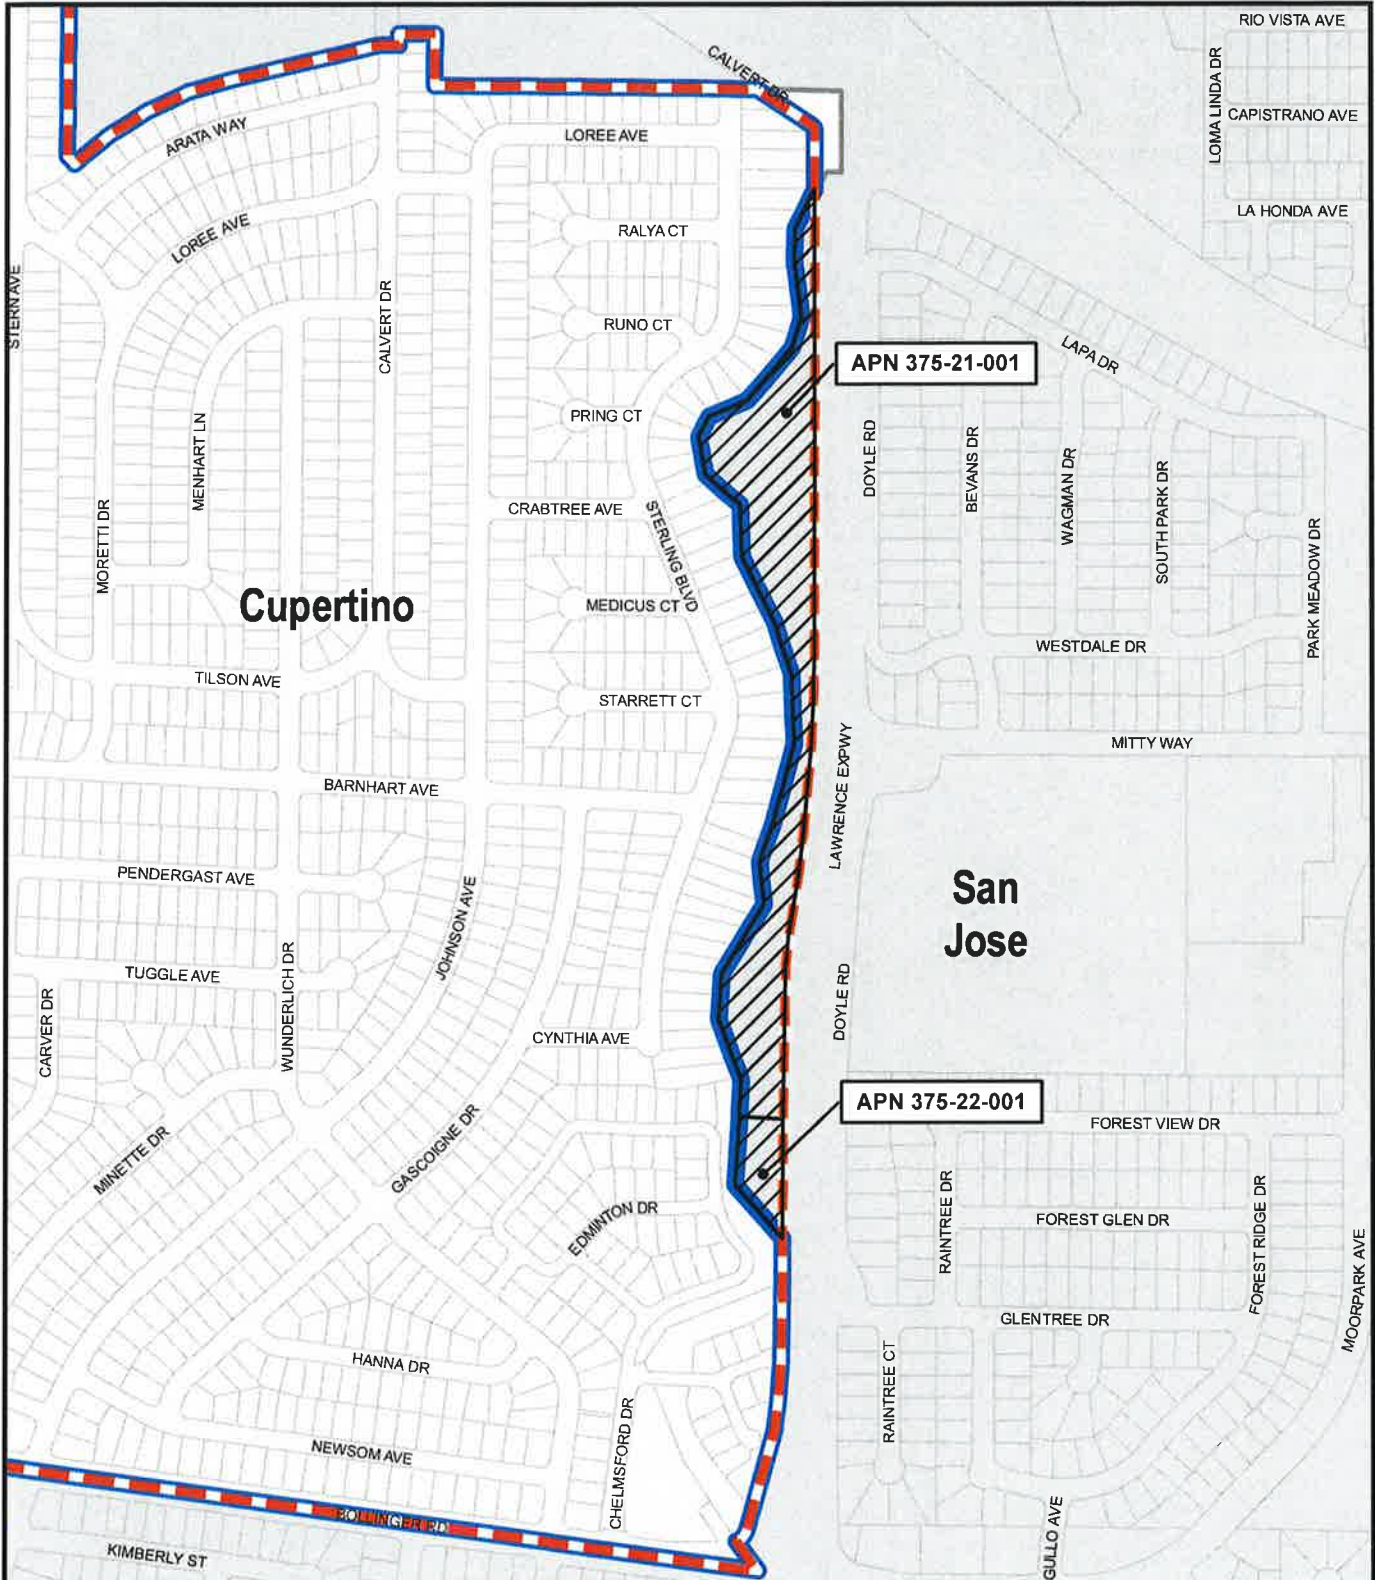 RIO VISTA AVE
CALVERT DR
LOMA LINDA DR
CAPISTRANO AVE
ARATA WAY
LOREE AVE
LA HONDA AVE
LOREE AVE
RALYA CT
STERN AVE
CALVERT DR
RUNO CT
LAPA DR
APN 375-21-001
PRING CT
MENHART LN
DOYLE RD
BEVANS DR
WAGMAN DR
SOUTH PARK DR
MORETTI DR
CRABTREE AVE
STERLING BLVD
PARK MEADOW DR
Cupertino
MEDICUS CT
WESTDALE DR
TILSON AVE
STARRETT CT
MITTY WAY
LAWRENCE EXPWY
BARNHART AVE
PENDERGAST AVE
San
Jose
JOHNSON AVE
TUGGLE AVE
WUNDERLICH DR
CARVER DR
DOYLE RD
CYNTHIA AVE
APN 375-22-001
FOREST VIEW DR
MINETTE DR
GASCOIGNE DR
EDMINTON DR
RAINTREE DR
FOREST GLEN DR
FOREST RIDGE DR
MOORPARK AVE
GLENTREE DR
HANNA DR
RAINTREE CT
CHELMSFORD DR
NEWSOM AVE
BOLLINGER RD
KIMBERLY ST
GULLO AVE